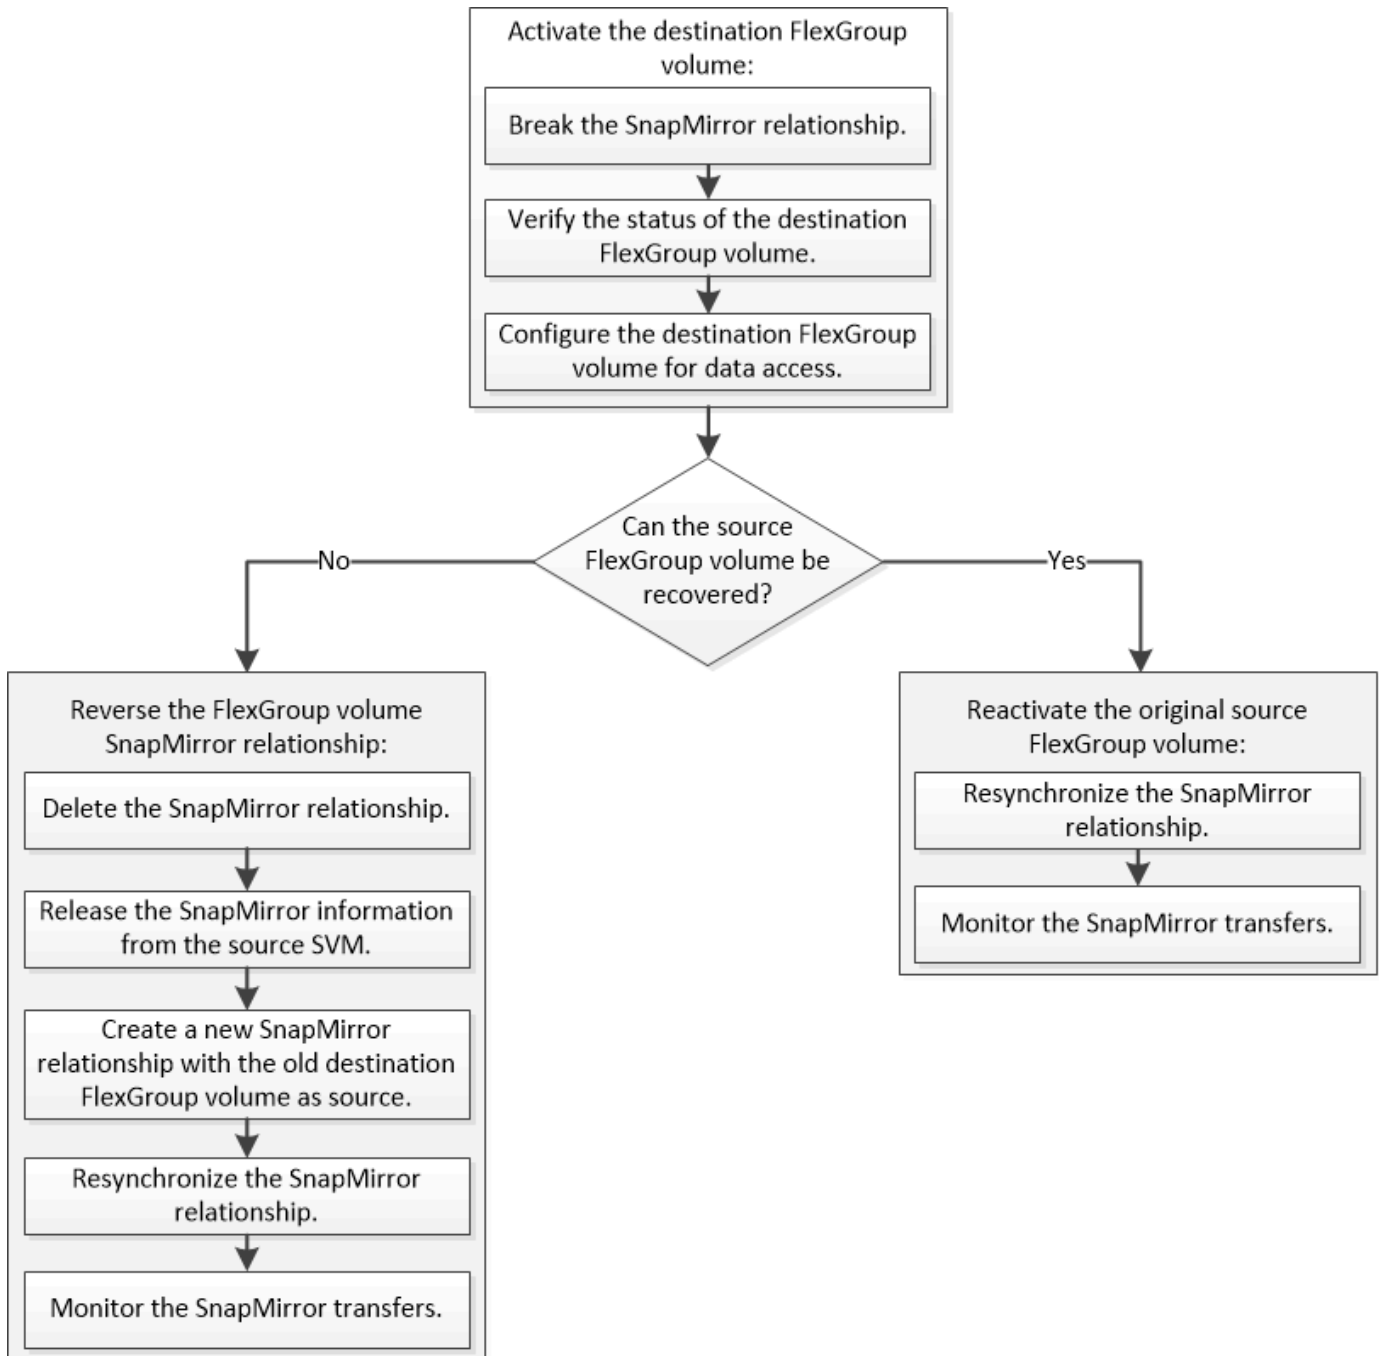 Activate the destination FlexGroup
volume:
Break the SnapMirror relationship.
Verify the status of the destination
FlexGroup volume.
Configure the destination FlexGroup
volume for data access.
Can the source
FlexGroup volume be
recovered?
No
Yes
Reverse the FlexGroup volume
SnapMirror relationship:
Delete the SnapMirror relationship.
Release the SnapMirror information
from the source SVM.
Create a new SnapMirror
relationship with the old destination
FlexGroup volume as source.
Resynchronize the SnapMirror
relationship.
Monitor the SnapMirror transfers.
Reactivate the original source
FlexGroup volume:
Resynchronize the SnapMirror
relationship.
Monitor the SnapMirror transfers.